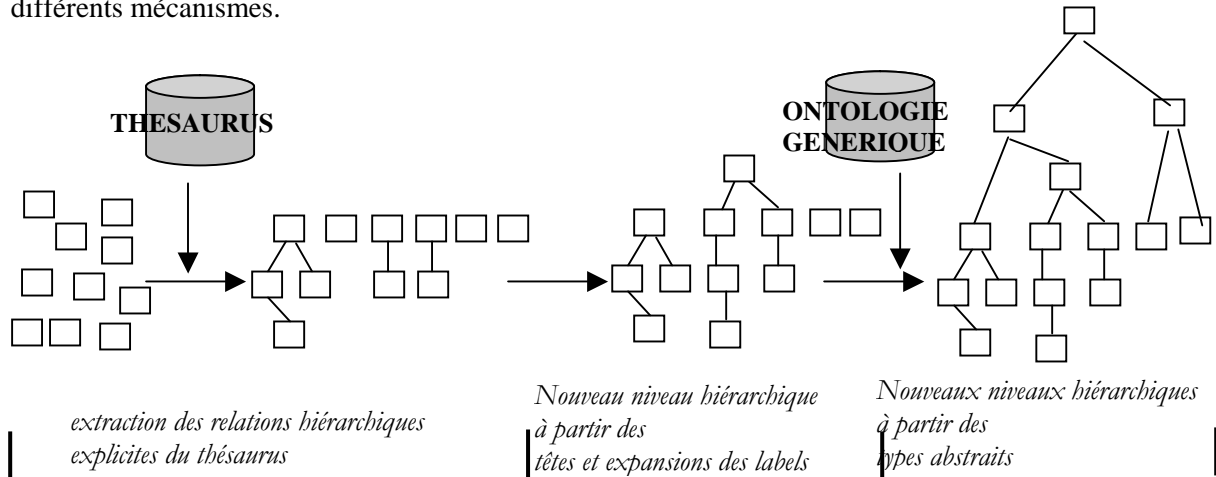 différents mécanismes.
THESAURUS
ONTOLOGIE
GENERIQUE
extraction des relations hiérarchiques
explicites du thésaurus
Nouveau niveau hiérarchique
à partir des
têtes et expansions des labels
Nouveaux niveaux hiérarchiques
à partir des
types abstraits